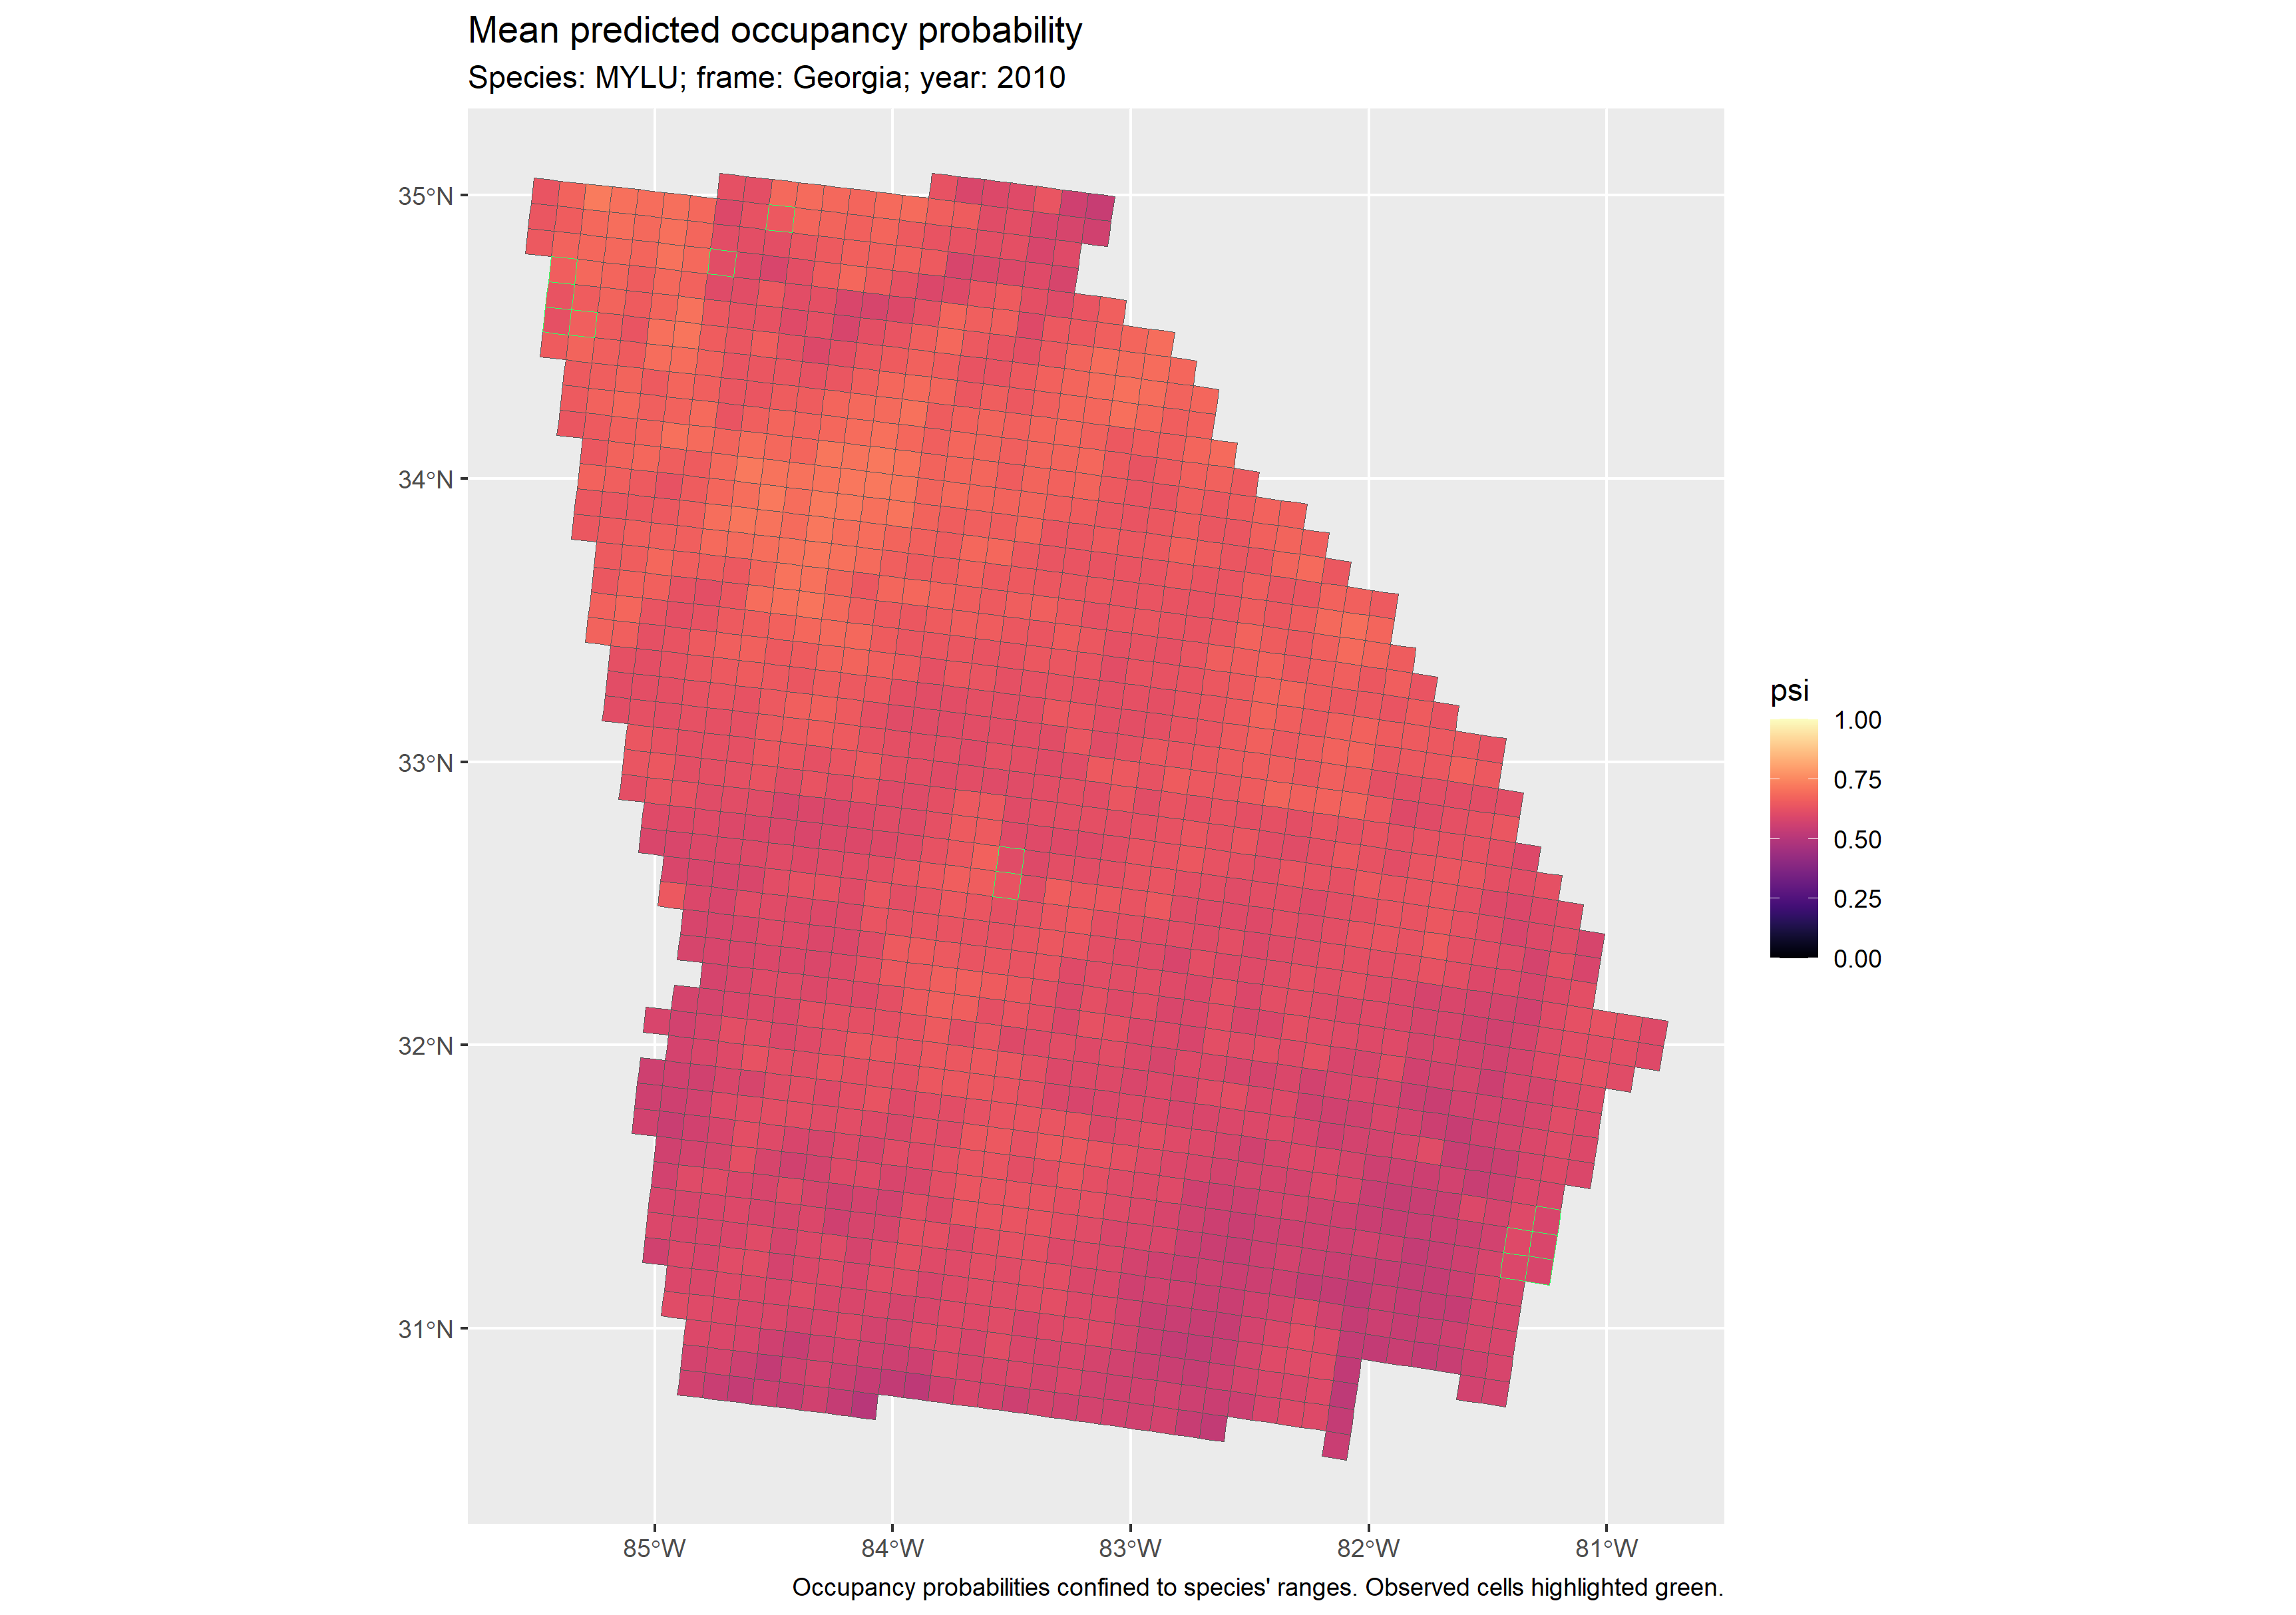 Mean predicted occupancy probability
Species: MYLU; frame: Georgia; year: 2010
35°N
34°N
33°N
32°N
31°N
85°W
84°W
83°W
82°W
81°W
psi
1.00
0.75
0.50
0.25
0.00
Occupancy probabilities confined to species' ranges. Observed cells highlighted green.